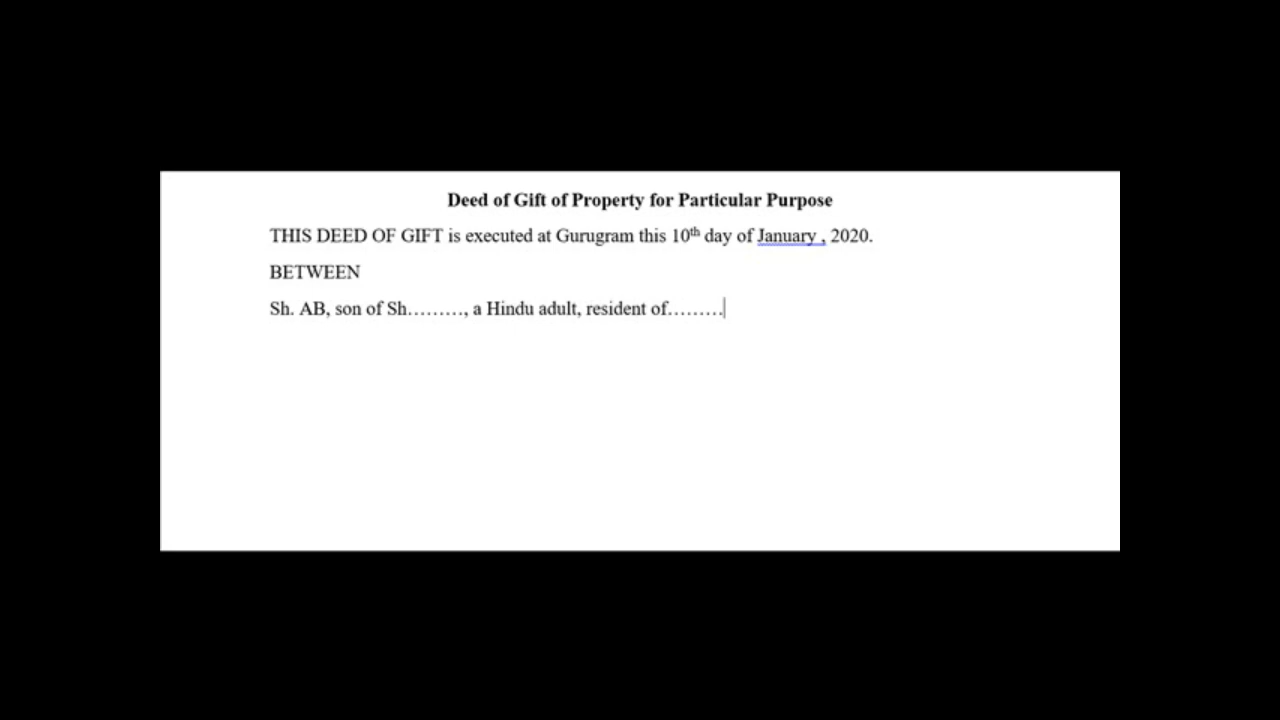 Deed of Gift of Property for Particular Purpose
THIS DEED OF GIFT is executed at Gurugram this 10th day of January , 2020.
BETWEEN
Sh. AB, son of Sh………, a Hindu adult, resident of………